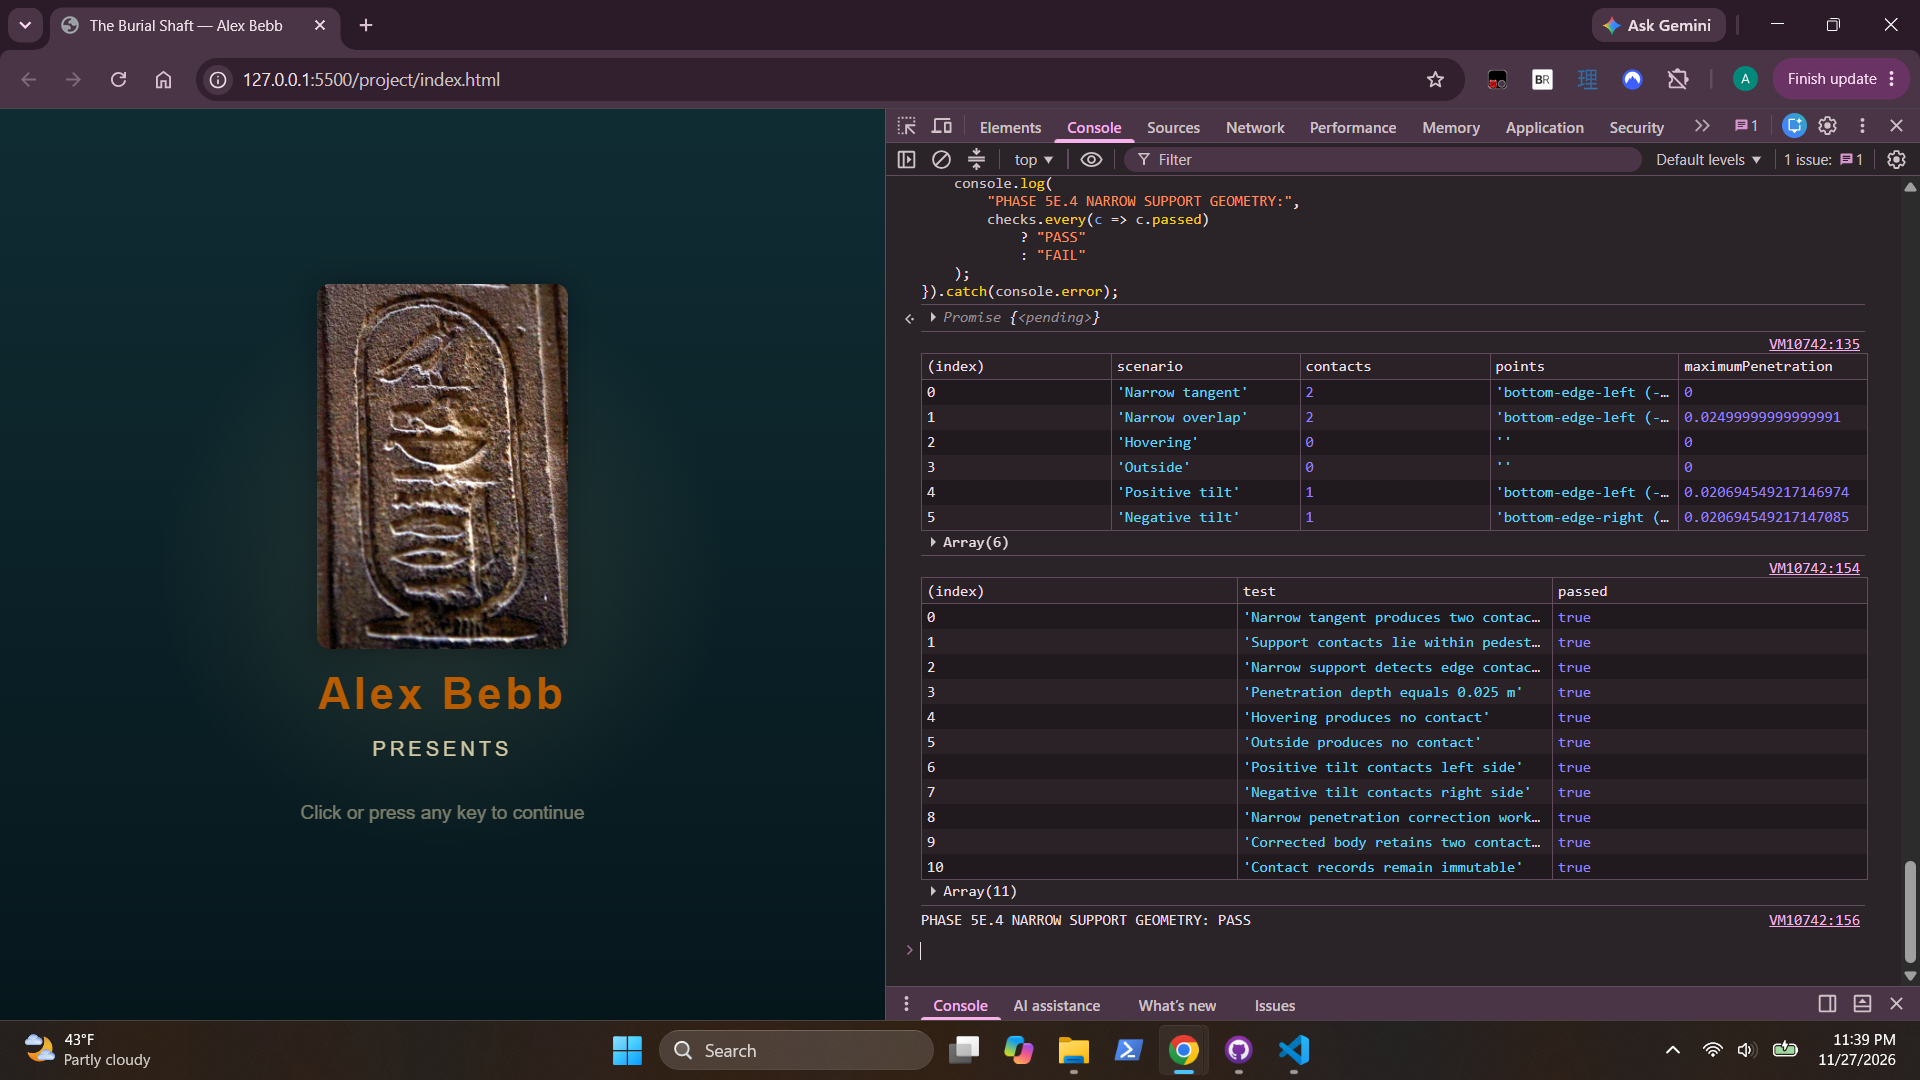 The Burial Shaft — Alex Bebb
Ask Gemini
127.0.0.1:5500/project/index.html
BR
A
Finish update
Elements
Console
Sources
Network
Performance
Memory
Application
Security
1
top
Filter
Default levels
1 issue:
1
console.log(
"PHASE 5E.4 NARROW SUPPORT GEOMETRY:",
checks.every(c => c.passed)
? "PASS"
: "FAIL"
);
}).catch(console.error);
Promise {<pending>}
VM10742:135
(index) scenario contacts points maximumPenetration
0 'Narrow tangent' 2 'bottom-edge-left (-… 0
1 'Narrow overlap' 2 'bottom-edge-left (-… 0.02499999999999991
2 'Hovering' 0 '' 0
3 'Outside' 0 '' 0
4 'Positive tilt' 1 'bottom-edge-left (-… 0.020694549217146974
5 'Negative tilt' 1 'bottom-edge-right (… 0.020694549217147085
Array(6)
VM10742:154
(index) test passed
0 'Narrow tangent produces two contac… true
1 'Support contacts lie within pedest… true
2 'Narrow support detects edge contac… true
3 'Penetration depth equals 0.025 m' true
4 'Hovering produces no contact' true
5 'Outside produces no contact' true
6 'Positive tilt contacts left side' true
7 'Negative tilt contacts right side' true
8 'Narrow penetration correction work… true
9 'Corrected body retains two contact… true
10 'Contact records remain immutable' true
Array(11)
PHASE 5E.4 NARROW SUPPORT GEOMETRY: PASS
VM10742:156
Alex Bebb
PRESENTS
Click or press any key to continue
Console
AI assistance
What's new
Issues
43°F
Partly cloudy
Search
11:39 PM
11/27/2026